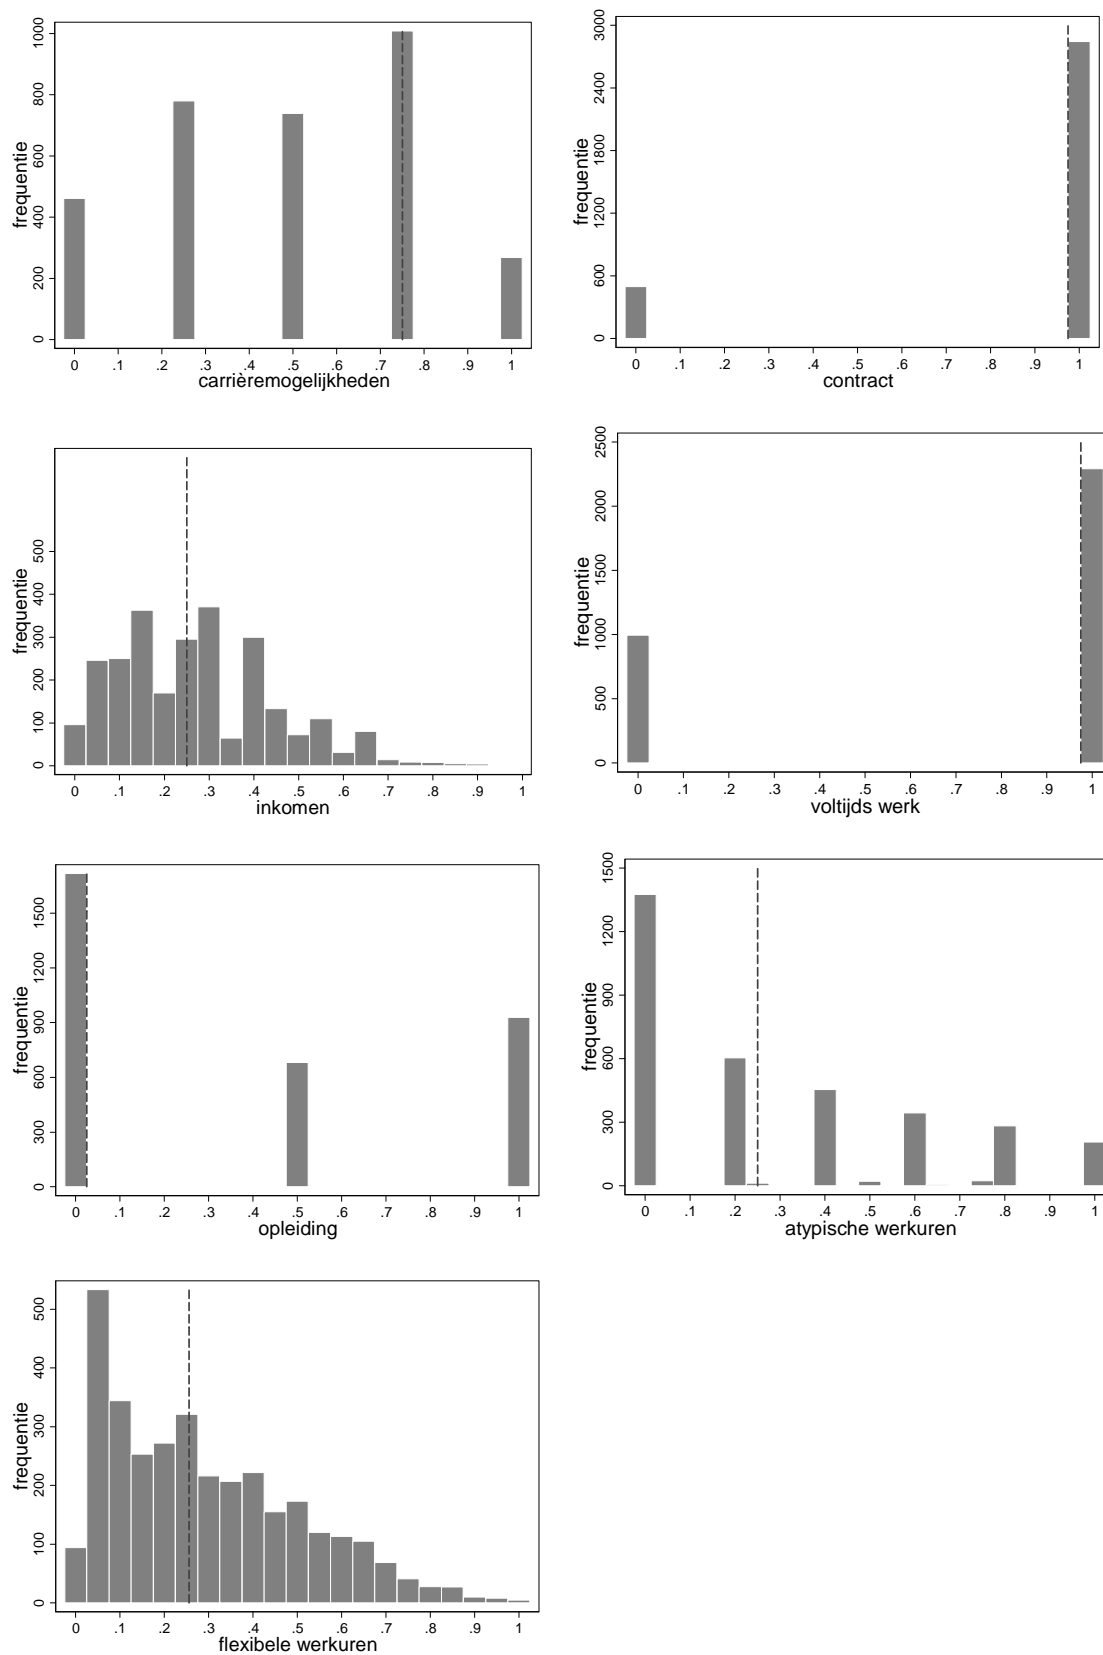 frequentie
0 200 400 600 800 1000
0 .1 .2 .3 .4 .5 .6 .7 .8 .9 1
carrièremogelijkheden
frequentie
0 600 1200 1800 2400 3000
0 .1 .2 .3 .4 .5 .6 .7 .8 .9 1
contract
frequentie
0 100 200 300 400 500
0 .1 .2 .3 .4 .5 .6 .7 .8 .9 1
inkomen
frequentie
0 500 1000 1500 2000 2500
0 .1 .2 .3 .4 .5 .6 .7 .8 .9 1
voltijds werk
frequentie
0 300 600 900 1200 1500
0 .1 .2 .3 .4 .5 .6 .7 .8 .9 1
opleiding
frequentie
0 300 600 900 1200 1500
0 .1 .2 .3 .4 .5 .6 .7 .8 .9 1
atypische werkuren
frequentie
0 100 200 300 400 500
0 .1 .2 .3 .4 .5 .6 .7 .8 .9 1
flexibele werkuren